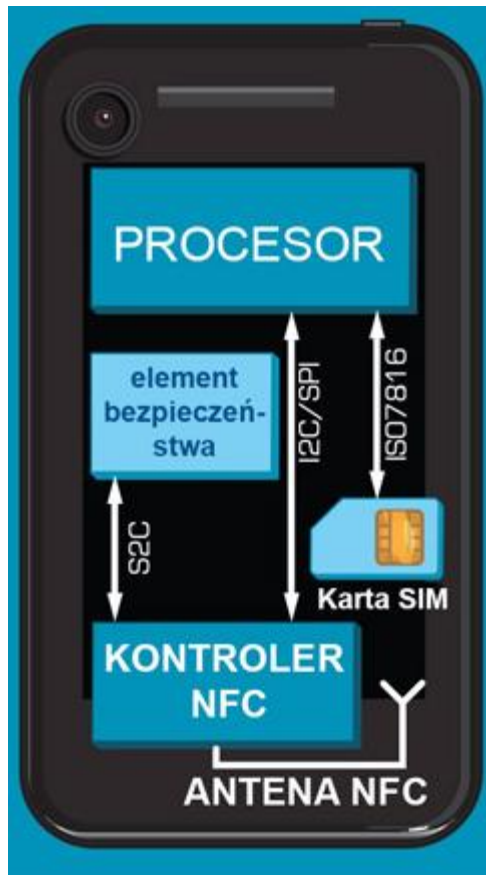 PROCESOR
element
bezpieczeń-
stwa
I2C/SPI
ISO7816
S2C
Karta SIM
KONTROLER
NFC
ANTENA NFC